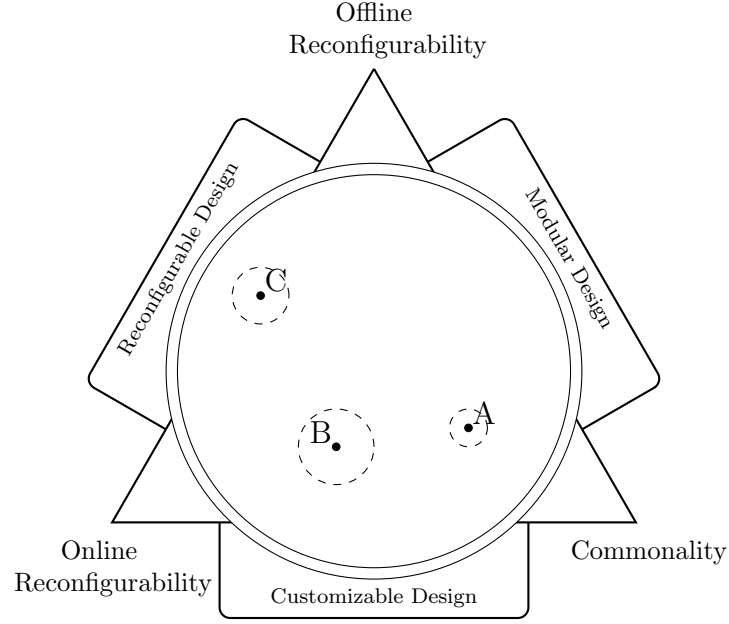 Offline
Reconfigurability
Reconfigurable Design
Modular Design
C
B
A
Online
Reconfigurability
Commonality
Customizable Design